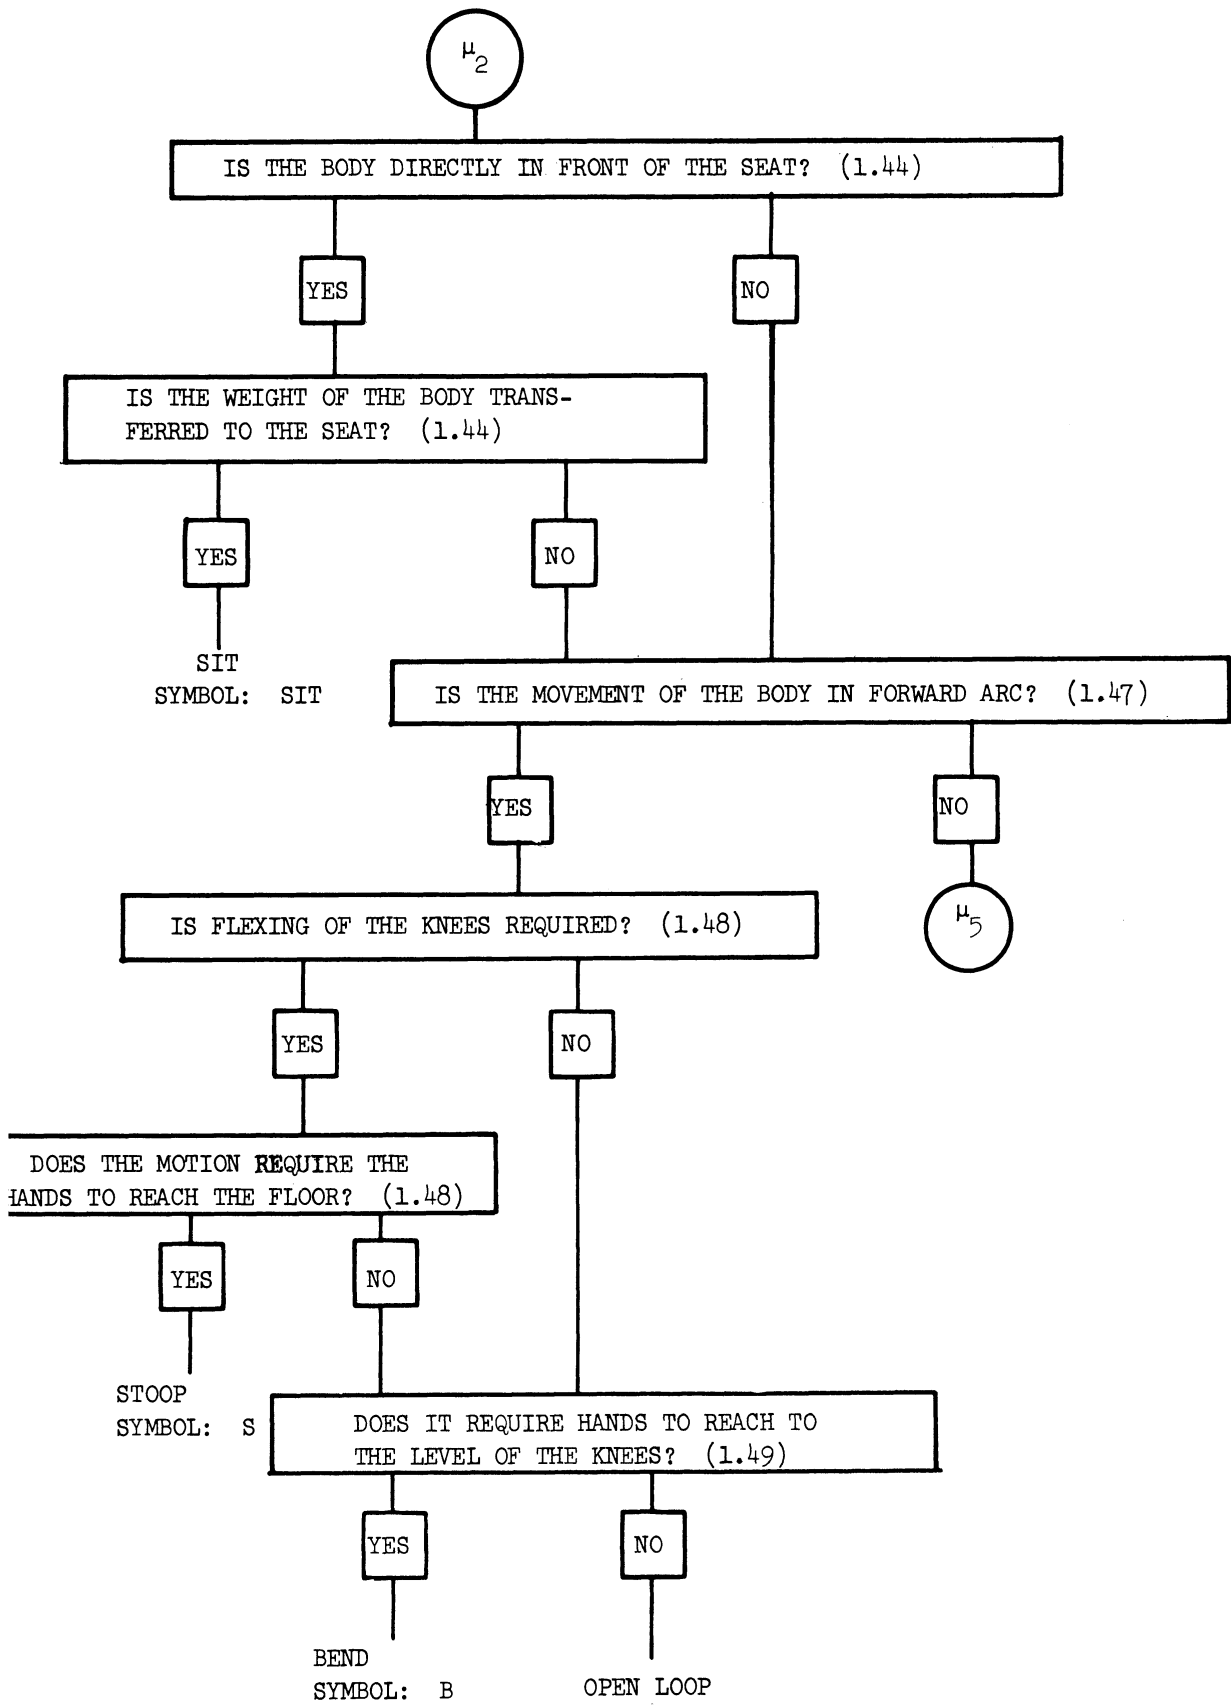 μ2
IS THE BODY DIRECTLY IN FRONT OF THE SEAT? (1.44)
YES
NO
IS THE WEIGHT OF THE BODY TRANS-
FERRED TO THE SEAT? (1.44)
YES
NO
SIT
SYMBOL: SIT
IS THE MOVEMENT OF THE BODY IN FORWARD ARC? (1.47)
YES
NO
μ5
IS FLEXING OF THE KNEES REQUIRED? (1.48)
YES
NO
DOES THE MOTION REQUIRE THE
HANDS TO REACH THE FLOOR? (1.48)
YES
NO
STOOP
SYMBOL: S
DOES IT REQUIRE HANDS TO REACH TO
THE LEVEL OF THE KNEES? (1.49)
YES
NO
BEND
SYMBOL: B
OPEN LOOP